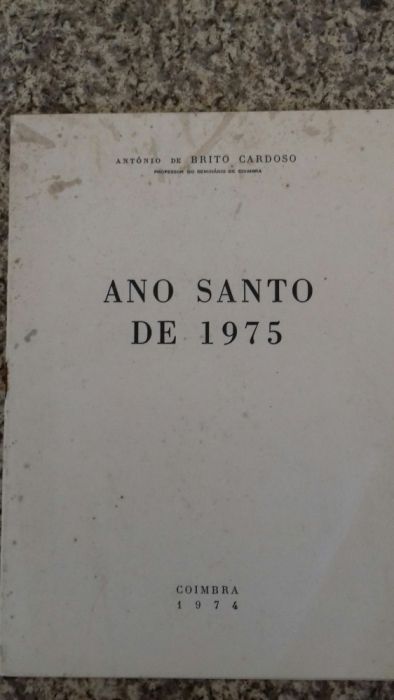 ANTÓNIO DE BRITO CARDOSO
PROFESSOR DO SEMINÁRIO DE COIMBRA
ANO SANTO
DE 1975
COIMBRA
1974